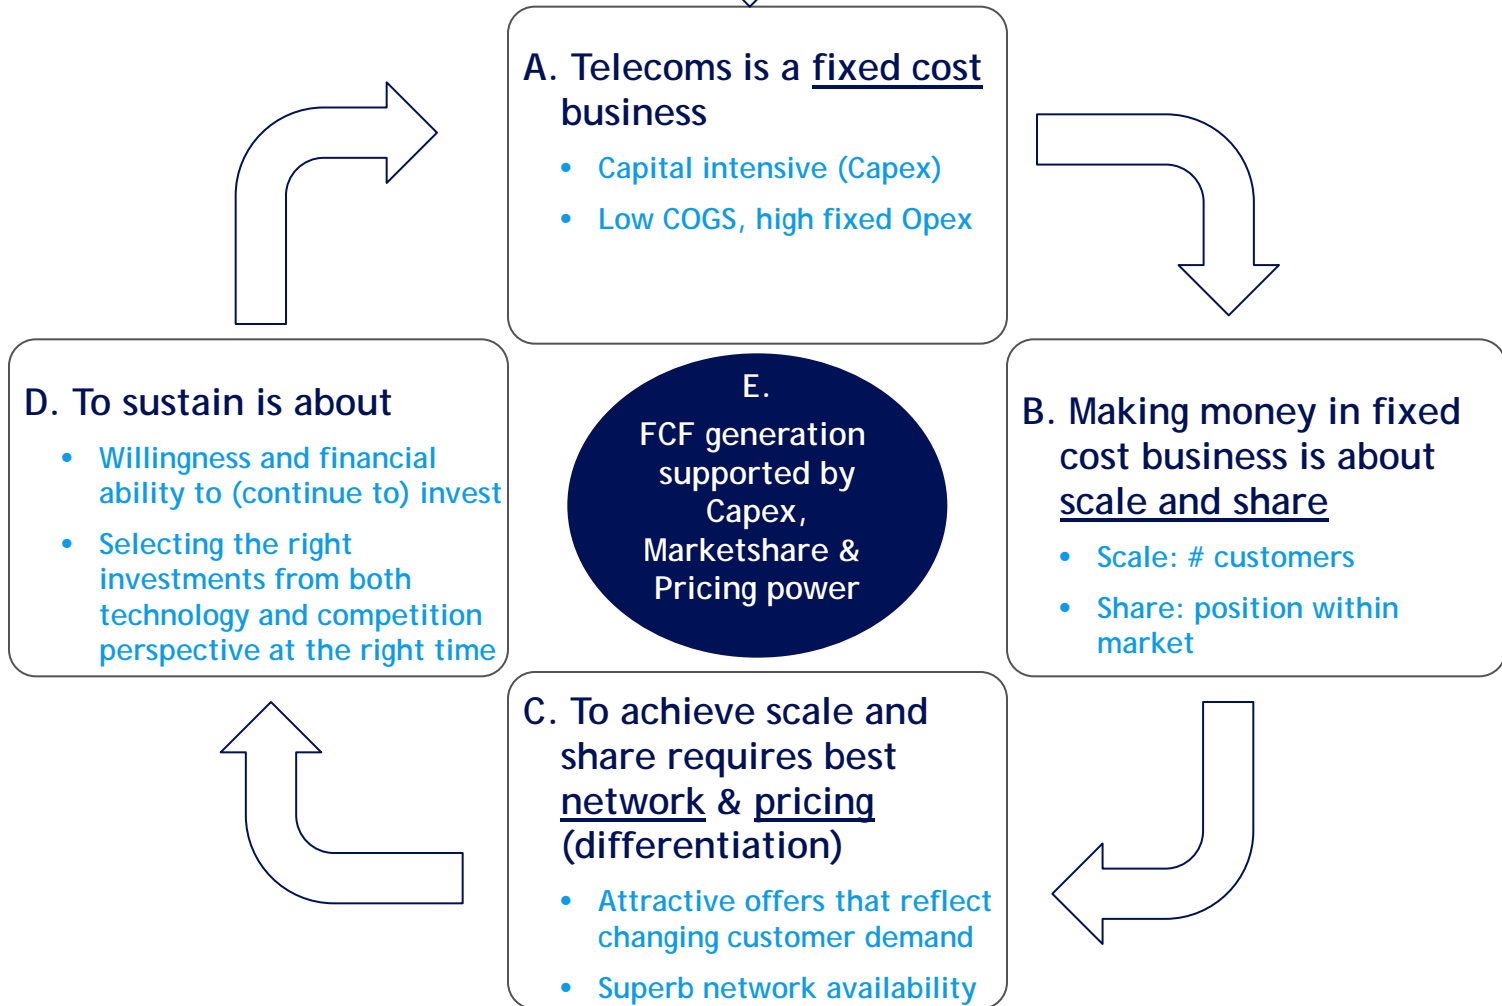 A. Telecoms is a fixed cost
business
• Capital intensive (Capex)
• Low COGS, high fixed Opex
B. Making money in fixed
cost business is about
scale and share
• Scale: # customers
• Share: position within
market
C. To achieve scale and
share requires best
network & pricing
(differentiation)
• Attractive offers that reflect
changing customer demand
• Superb network availability
D. To sustain is about
• Willingness and financial
ability to (continue to) invest
• Selecting the right
investments from both
technology and competition
perspective at the right time
E.
FCF generation
supported by
Capex,
Marketshare &
Pricing power